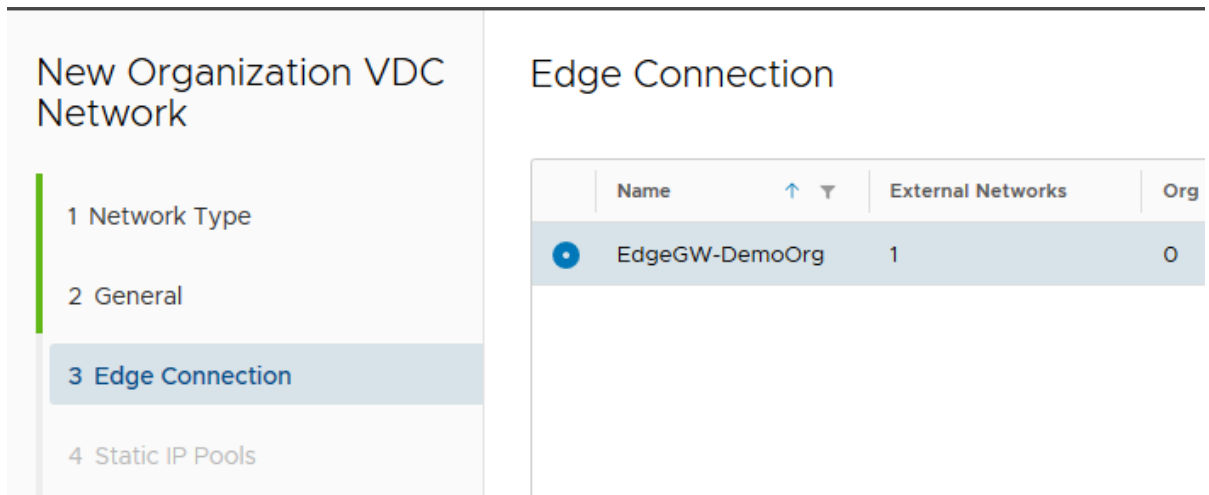 New Organization VDC
Network
1 Network Type
2 General
3 Edge Connection
4 Static IP Pools
Edge Connection
Name External Networks Org
EdgeGW-DemoOrg 1 0